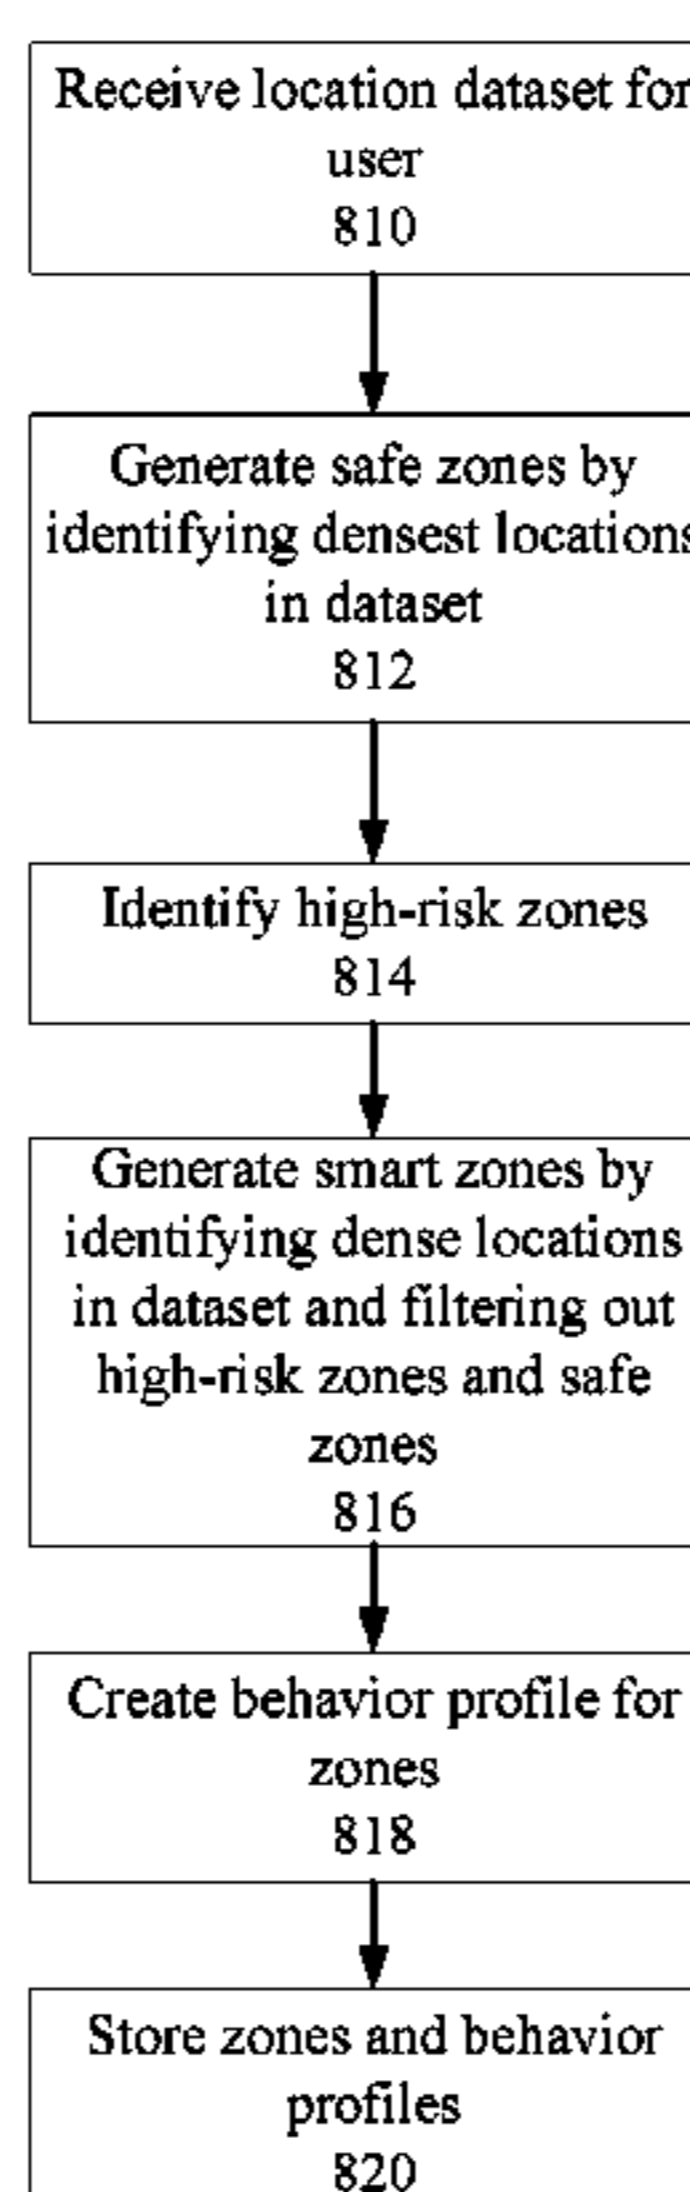 Receive location dataset for
user
810
Generate safe zones by
identifying densest locations
in dataset
812
Identify high-risk zones
814
Generate smart zones by
identifying dense locations
in dataset and filtering out
high-risk zones and safe
zones
816
Create behavior profile for
zones
818
Store zones and behavior
profiles
820